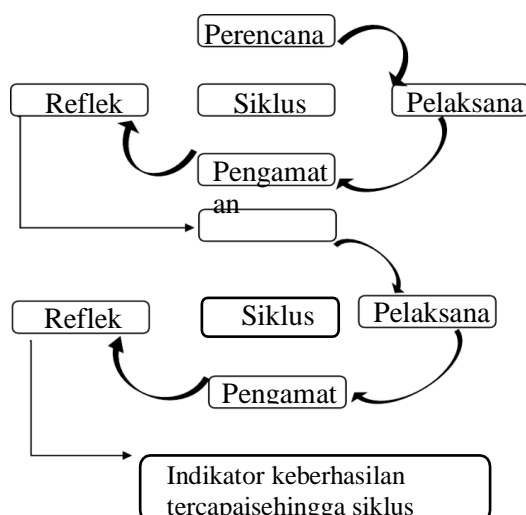 Perencana
Reflek
Siklus
Pelaksana
Pengamat
an
Reflek
Siklus
Pelaksana
Pengamat
Indikator keberhasilan
tercapaisehingga siklus